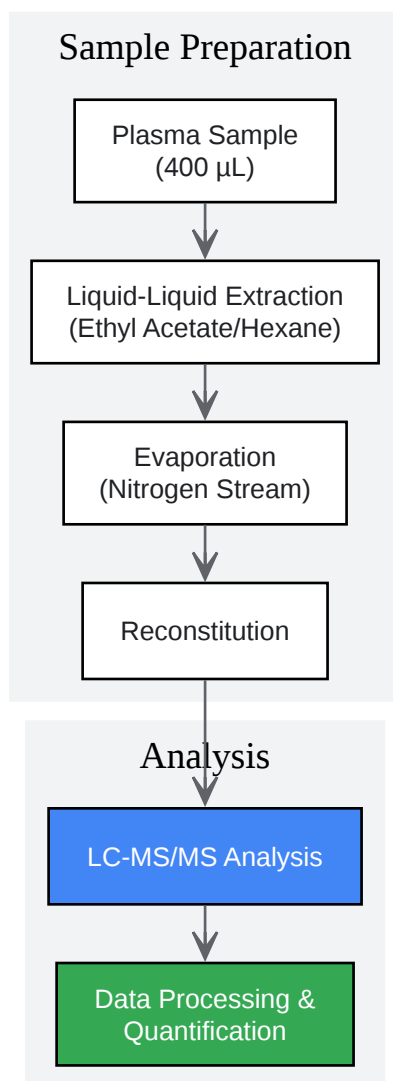 Sample Preparation
Plasma Sample
(400 µL)
Liquid-Liquid Extraction
(Ethyl Acetate/Hexane)
Evaporation
(Nitrogen Stream)
Reconstitution
Analysis
LC-MS/MS Analysis
Data Processing &
Quantification